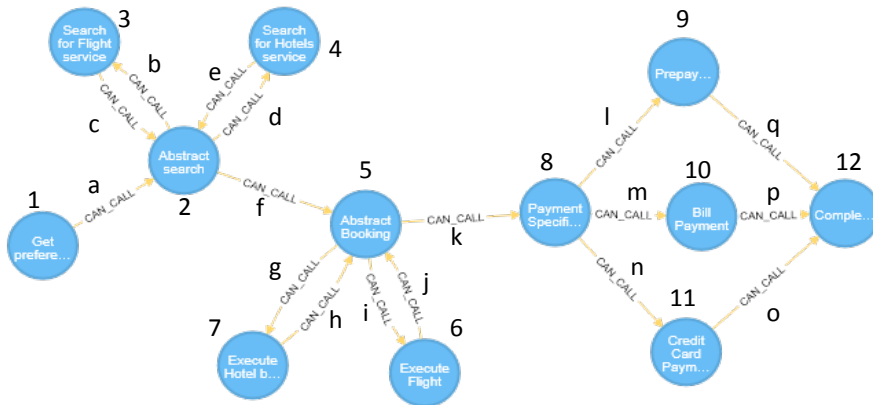 3
Search
for Flight
service
b
Search
for Hotels
service
4
e
CAN_CALL
CAN_CALL
CAN_CALL
CAN_CALL
c
d
9
Prepay...
l
q
CAN_CALL
CAN_CALL
Abstract
search
2
a
CAN_CALL
1
Get
prefere...
CAN_CALL
f
5
Abstract
Booking
CAN_CALL
k
8
Payment
Specifi...
m
CAN_CALL
10
Bill
Payment
p
CAN_CALL
12
Comple...
g
CAN_CALL
CAN_CALL
h
CAN_CALL
i
CAN_CALL
j
7
Execute
Hotel b...
6
Execute
Flight
n
CAN_CALL
11
Credit
Card
Paym...
CAN_CALL
o